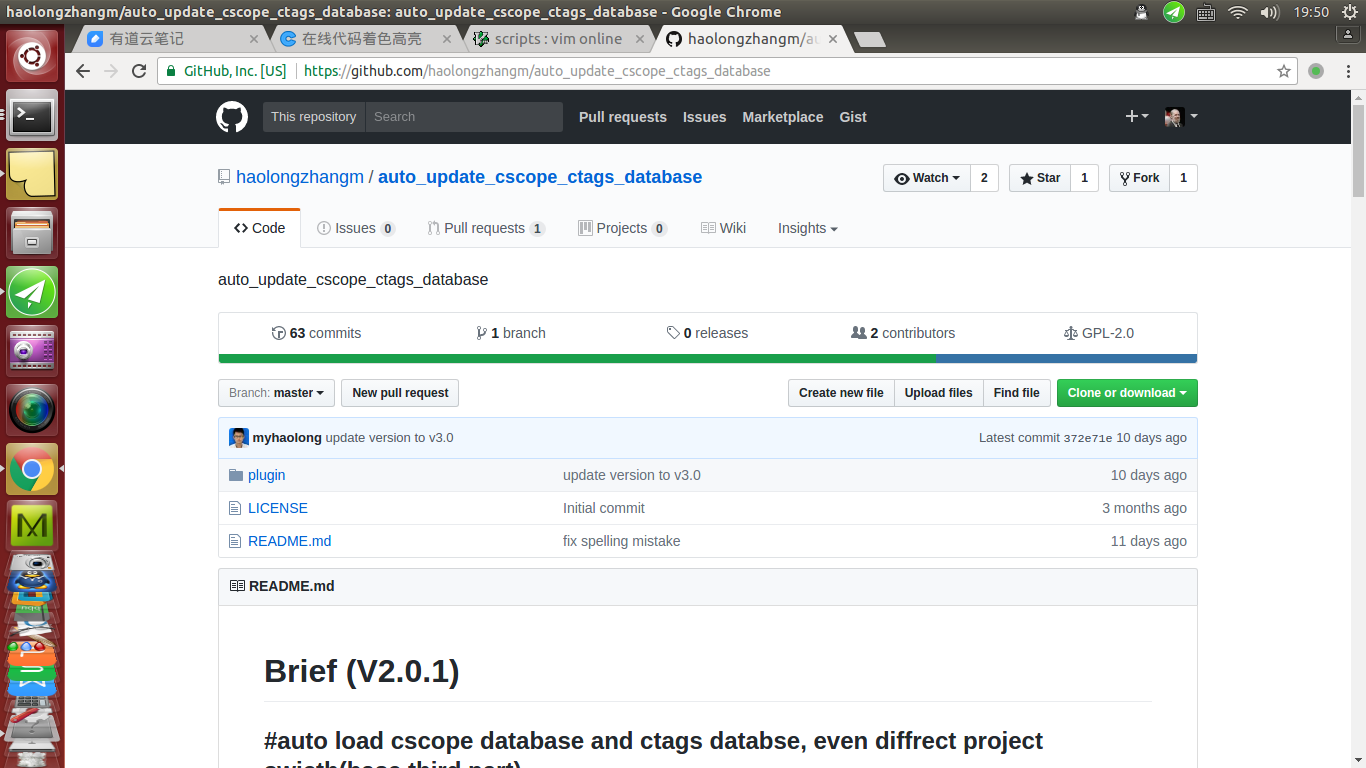 haolongzhangm/auto_update_cscope_ctags_database: auto_update_cscope_ctags_database - Google Chrome 19:50
有道云笔记 × 在线代码着色高亮 × scripts : vim online × haolongzhangm/au ×
GitHub, Inc. [US] https://github.com/haolongzhangm/auto_update_cscope_ctags_database
This repository Search Pull requests Issues Marketplace Gist
haolongzhangm / auto_update_cscope_ctags_database Watch 2 Star 1 Fork 1
Code Issues 0 Pull requests 1 Projects 0 Wiki Insights
auto_update_cscope_ctags_database
63 commits 1 branch 0 releases 2 contributors GPL-2.0
Branch: master New pull request Create new file Upload files Find file Clone or download
myhaolong update version to v3.0 Latest commit 372e71e 10 days ago
plugin update version to v3.0 10 days ago
LICENSE Initial commit 3 months ago
README.md fix spelling mistake 11 days ago
README.md
Brief (V2.0.1)
#auto load cscope database and ctags databse, even diffrect project